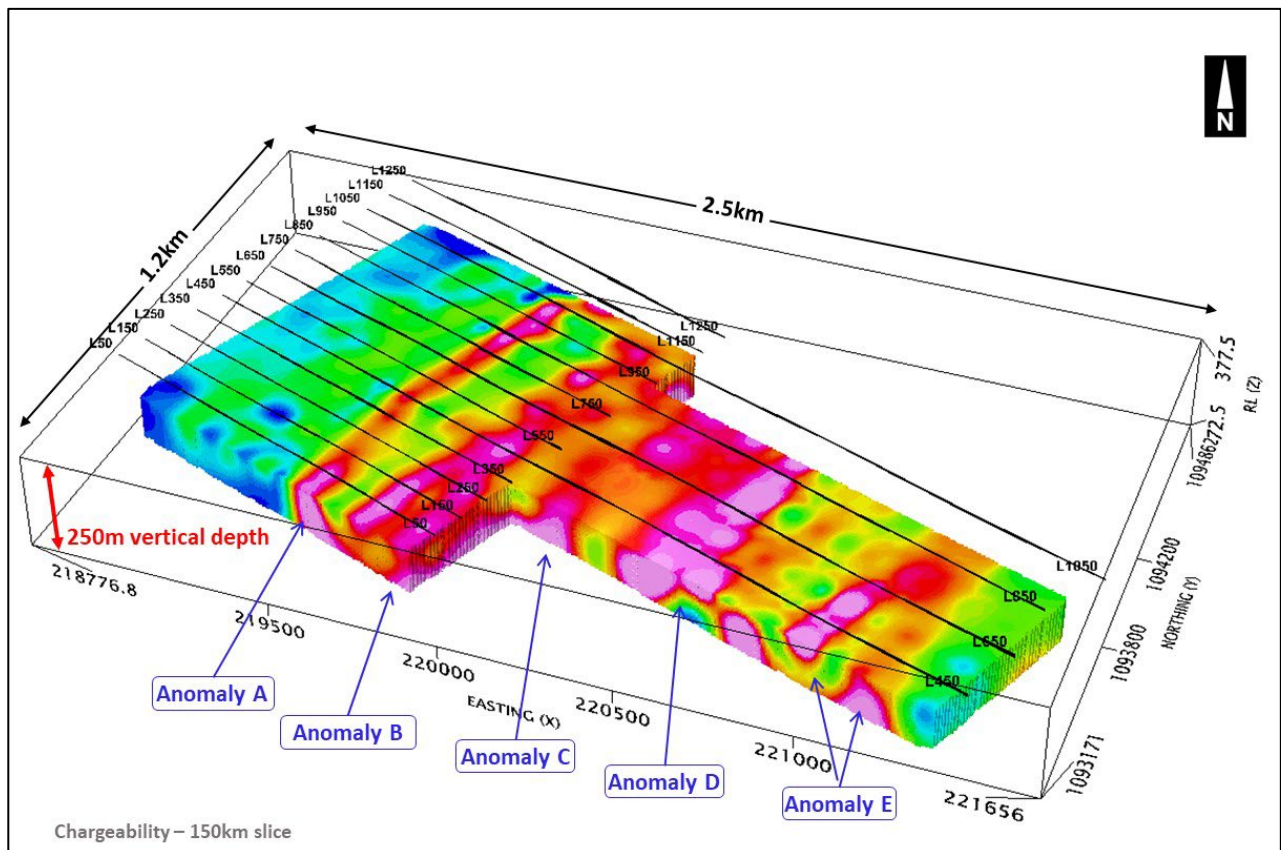 N
2.5km
1.2km
L1250
L1150
L1050
L950
L850
L750
L650
L550
L450
L350
L250
L150
L50
L1250
L1150
L950
L750
L550
L350
L250
L150
L50
L1050
L850
L650
L450
377.5
RL (Z)
272.5
1094200
NORTHING (Y)
1093800
1093171
250m vertical depth
218776.8
219500
220000
EASTING (X)
220500
221000
221656
Anomaly A
Anomaly B
Anomaly C
Anomaly D
Anomaly E
Chargeability – 150km slice